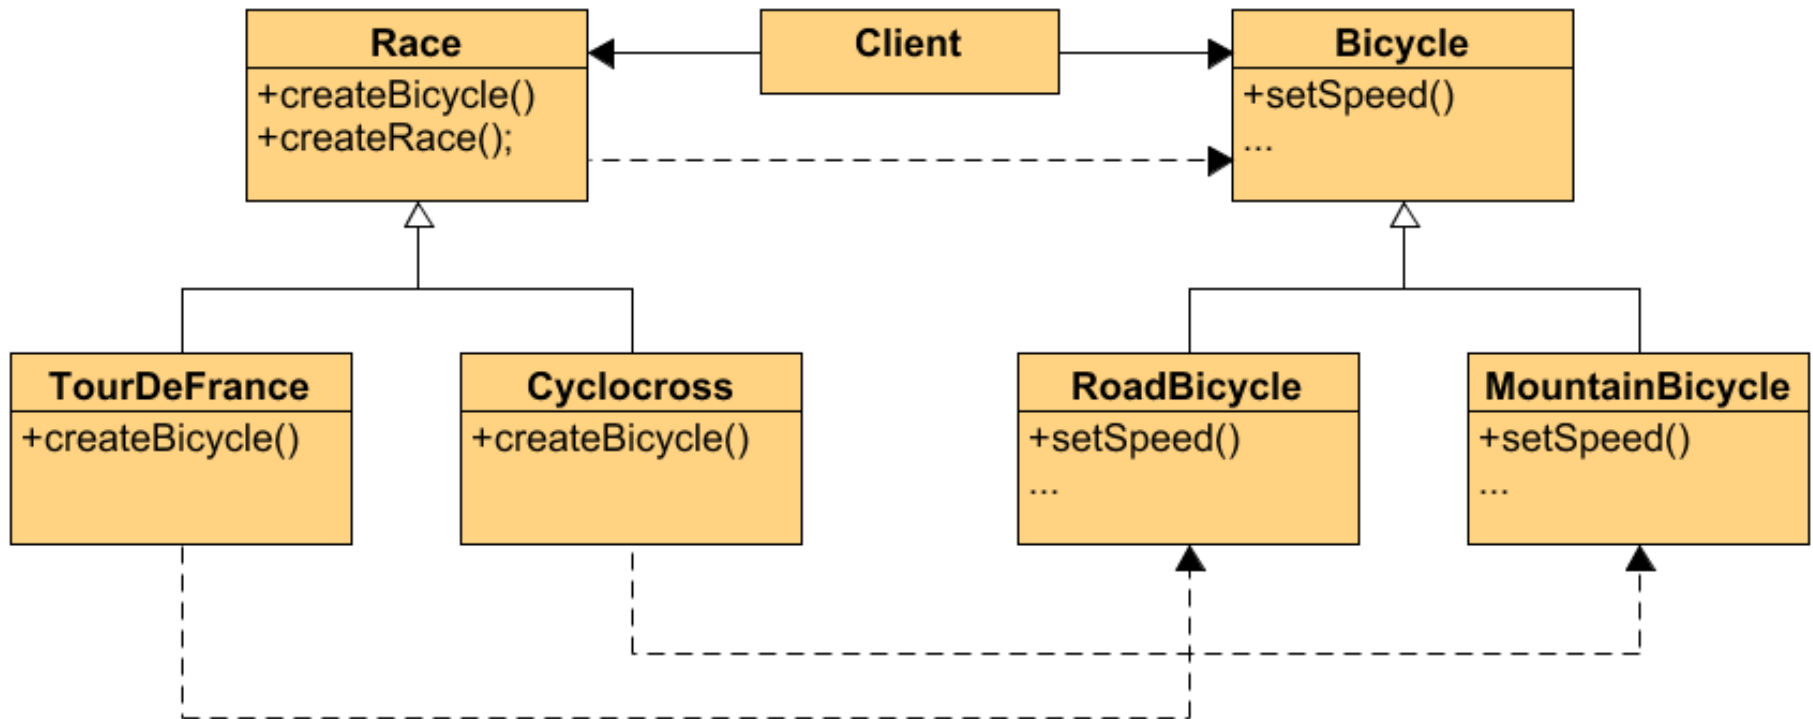 Race
+createBicycle()
+createRace();
Client
Bicycle
+setSpeed()
...
TourDeFrance
+createBicycle()
Cyclocross
+createBicycle()
RoadBicycle
+setSpeed()
...
MountainBicycle
+setSpeed()
...